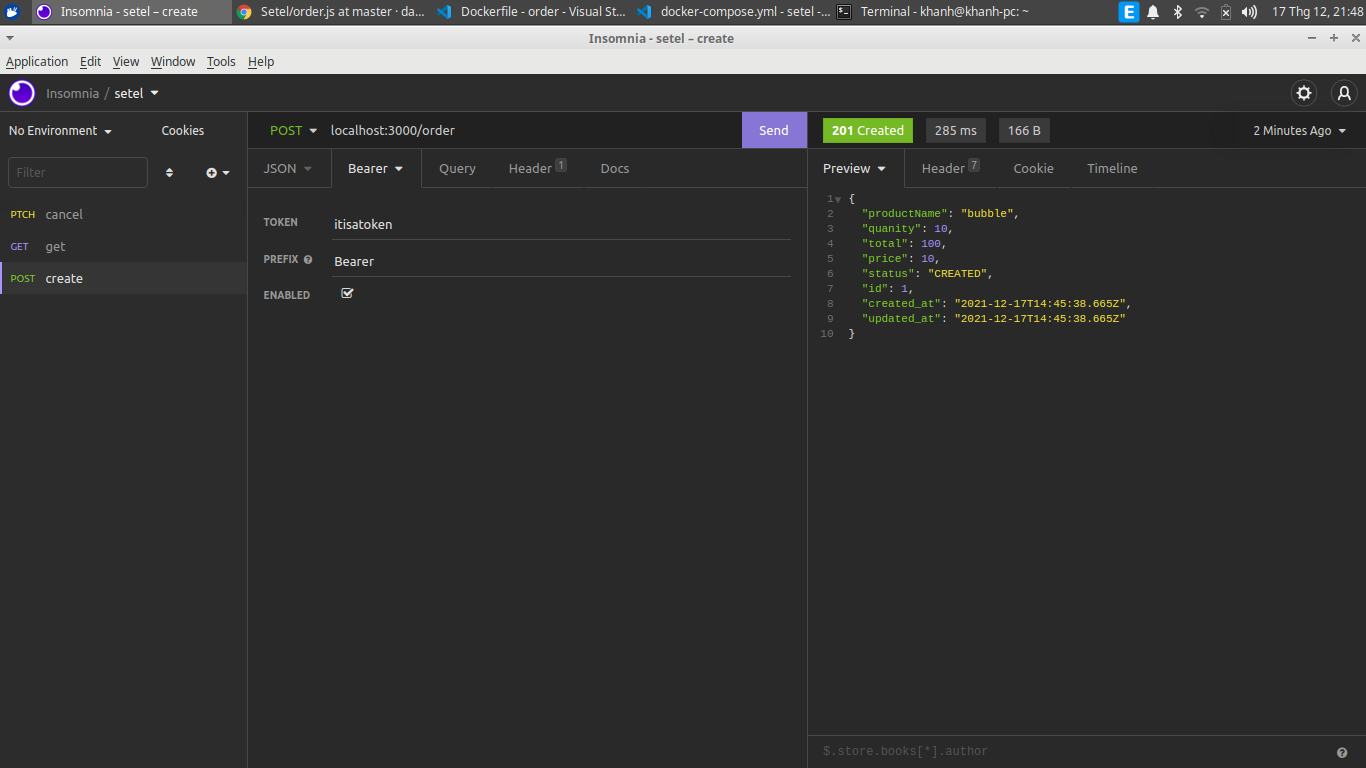 Insomnia - setel – create
Setel/order.js at master · da...
Dockerfile - order - Visual St...
docker-compose.yml - setel -...
Terminal - khanh@khanh-pc: ~
E
17 Thg 12, 21:48
Insomnia - setel – create
Application Edit View Window Tools Help
Insomnia / setel
No Environment Cookies
POST localhost:3000/order Send
201 Created 285 ms 166 B 2 Minutes Ago
Filter
JSON Bearer Query Header 1 Docs
Preview Header 7 Cookie Timeline
PTCH cancel
GET get
POST create
TOKEN itisatoken
PREFIX Bearer
ENABLED
1 {
2 "productName": "bubble",
3 "quanity": 10,
4 "total": 100,
5 "price": 10,
6 "status": "CREATED",
7 "id": 1,
8 "created_at": "2021-12-17T14:45:38.665Z",
9 "updated_at": "2021-12-17T14:45:38.665Z"
10 }
$.store.books[*].author